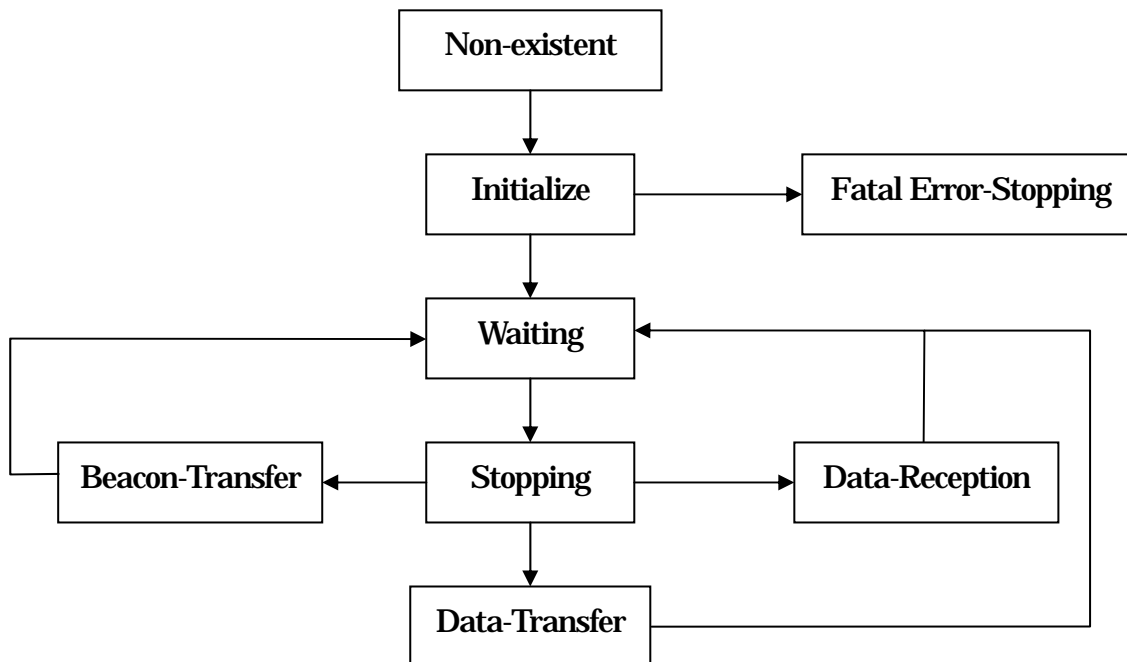 Non-existent
Initialize
Fatal Error-Stopping
Waiting
Beacon-Transfer
Stopping
Data-Reception
Data-Transfer